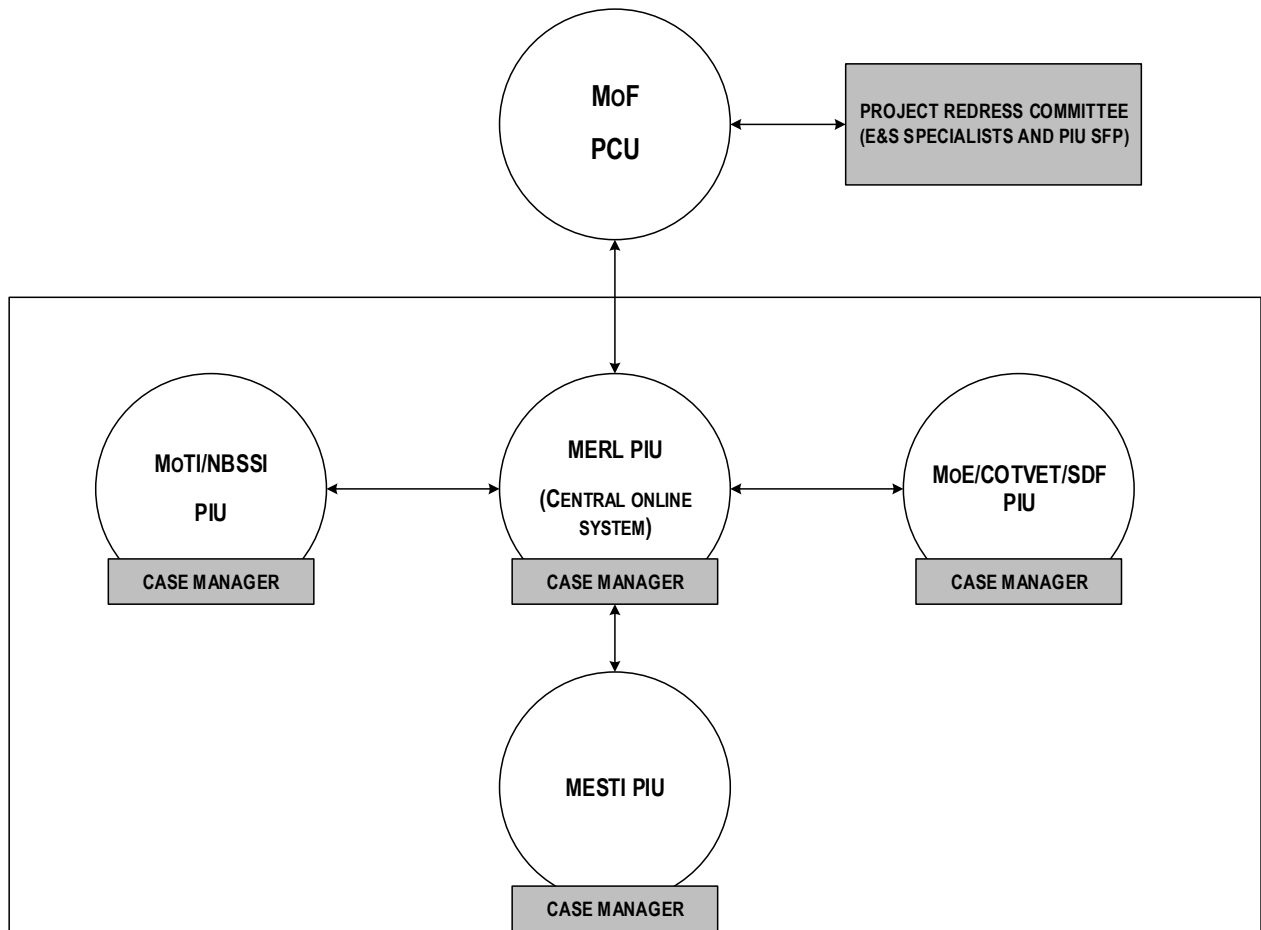 MoF
PCU
PROJECT REDRESS COMMITTEE
(E&S SPECIALISTS AND PIU SFP)
MoTI/NBSSI
PIU
CASE MANAGER
MERL PIU
(CENTRAL ONLINE
SYSTEM)
CASE MANAGER
MoE/COTVET/SDF
PIU
CASE MANAGER
MESTI PIU
CASE MANAGER